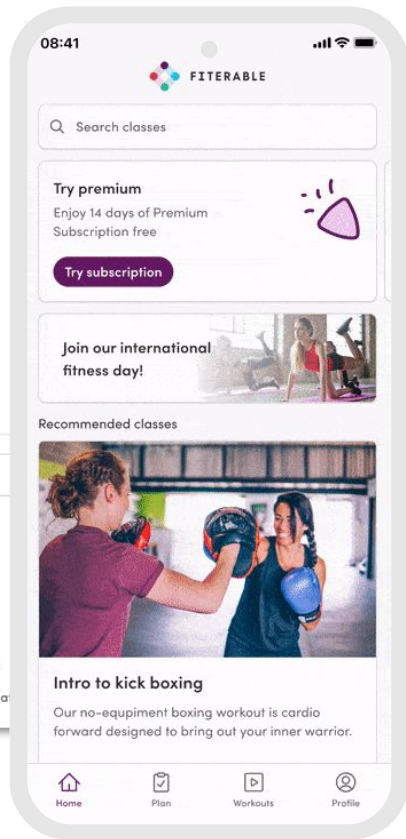 08:41
FITERABLE
Search classes
Try premium
Enjoy 14 days of Premium
Subscription free
Try subscription
Join our international
fitness day!
Recommended classes
Intro to kick boxing
Our no-equpiment boxing workout is cardio
forward designed to bring out your inner warrior.
Home
Plan
Workouts
Profile